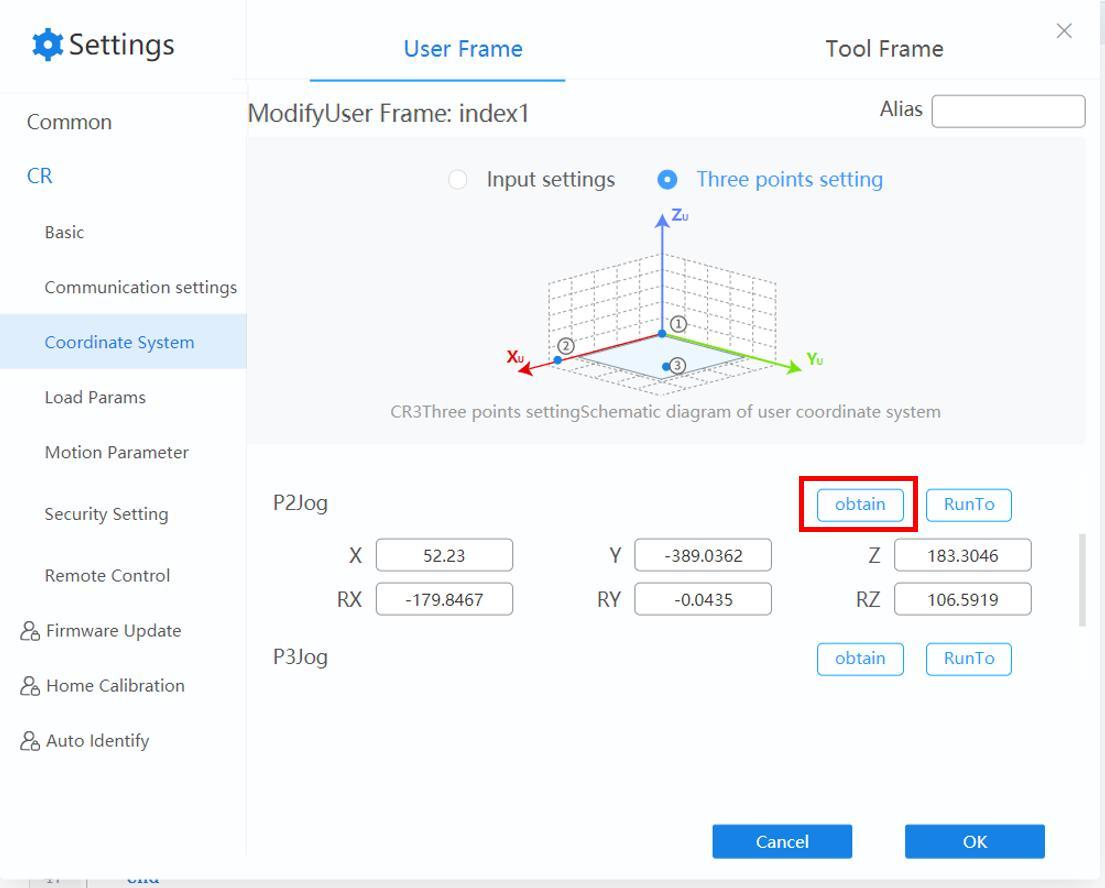 Settings
User Frame
Tool Frame
Common
CR
Basic
Communication settings
Coordinate System
Load Params
Motion Parameter
Security Setting
Remote Control
Firmware Update
Home Calibration
Auto Identify
ModifyUser Frame: index1
Alias
Input settings
Three points setting
ZU
①
②
③
XU
YU
CR3Three points settingSchematic diagram of user coordinate system
P2Jog
obtain
RunTo
X 52.23 Y -389.0362 Z 183.3046
RX -179.8467 RY -0.0435 RZ 106.5919
P3Jog
obtain
RunTo
Cancel
OK